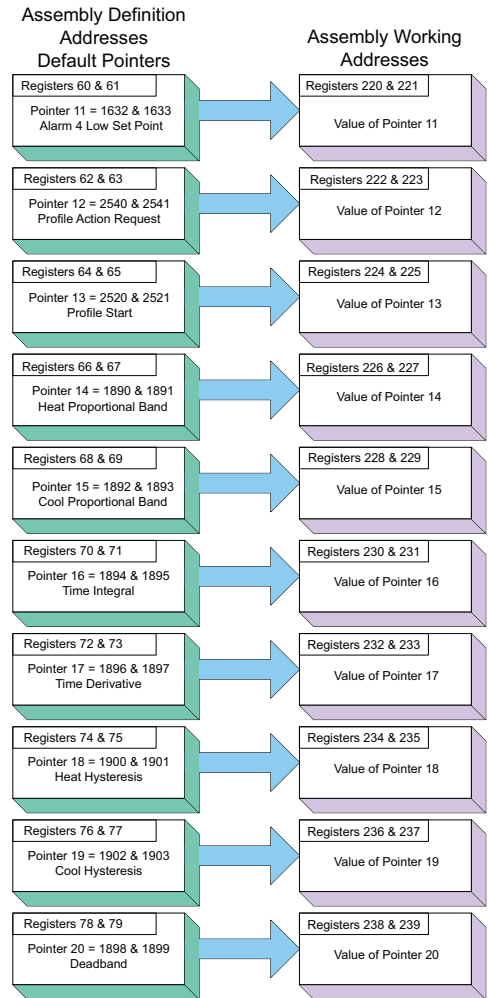 Assembly Definition
Addresses
Default Pointers
Assembly Working
Addresses
Registers 60 & 61
Pointer 11 = 1632 & 1633
Alarm 4 Low Set Point
Registers 220 & 221
Value of Pointer 11
Registers 62 & 63
Pointer 12 = 2540 & 2541
Profile Action Request
Registers 222 & 223
Value of Pointer 12
Registers 64 & 65
Pointer 13 = 2520 & 2521
Profile Start
Registers 224 & 225
Value of Pointer 13
Registers 66 & 67
Pointer 14 = 1890 & 1891
Heat Proportional Band
Registers 226 & 227
Value of Pointer 14
Registers 68 & 69
Pointer 15 = 1892 & 1893
Cool Proportional Band
Registers 228 & 229
Value of Pointer 15
Registers 70 & 71
Pointer 16 = 1894 & 1895
Time Integral
Registers 230 & 231
Value of Pointer 16
Registers 72 & 73
Pointer 17 = 1896 & 1897
Time Derivative
Registers 232 & 233
Value of Pointer 17
Registers 74 & 75
Pointer 18 = 1900 & 1901
Heat Hysteresis
Registers 234 & 235
Value of Pointer 18
Registers 76 & 77
Pointer 19 = 1902 & 1903
Cool Hysteresis
Registers 236 & 237
Value of Pointer 19
Registers 78 & 79
Pointer 20 = 1898 & 1899
Deadband
Registers 238 & 239
Value of Pointer 20